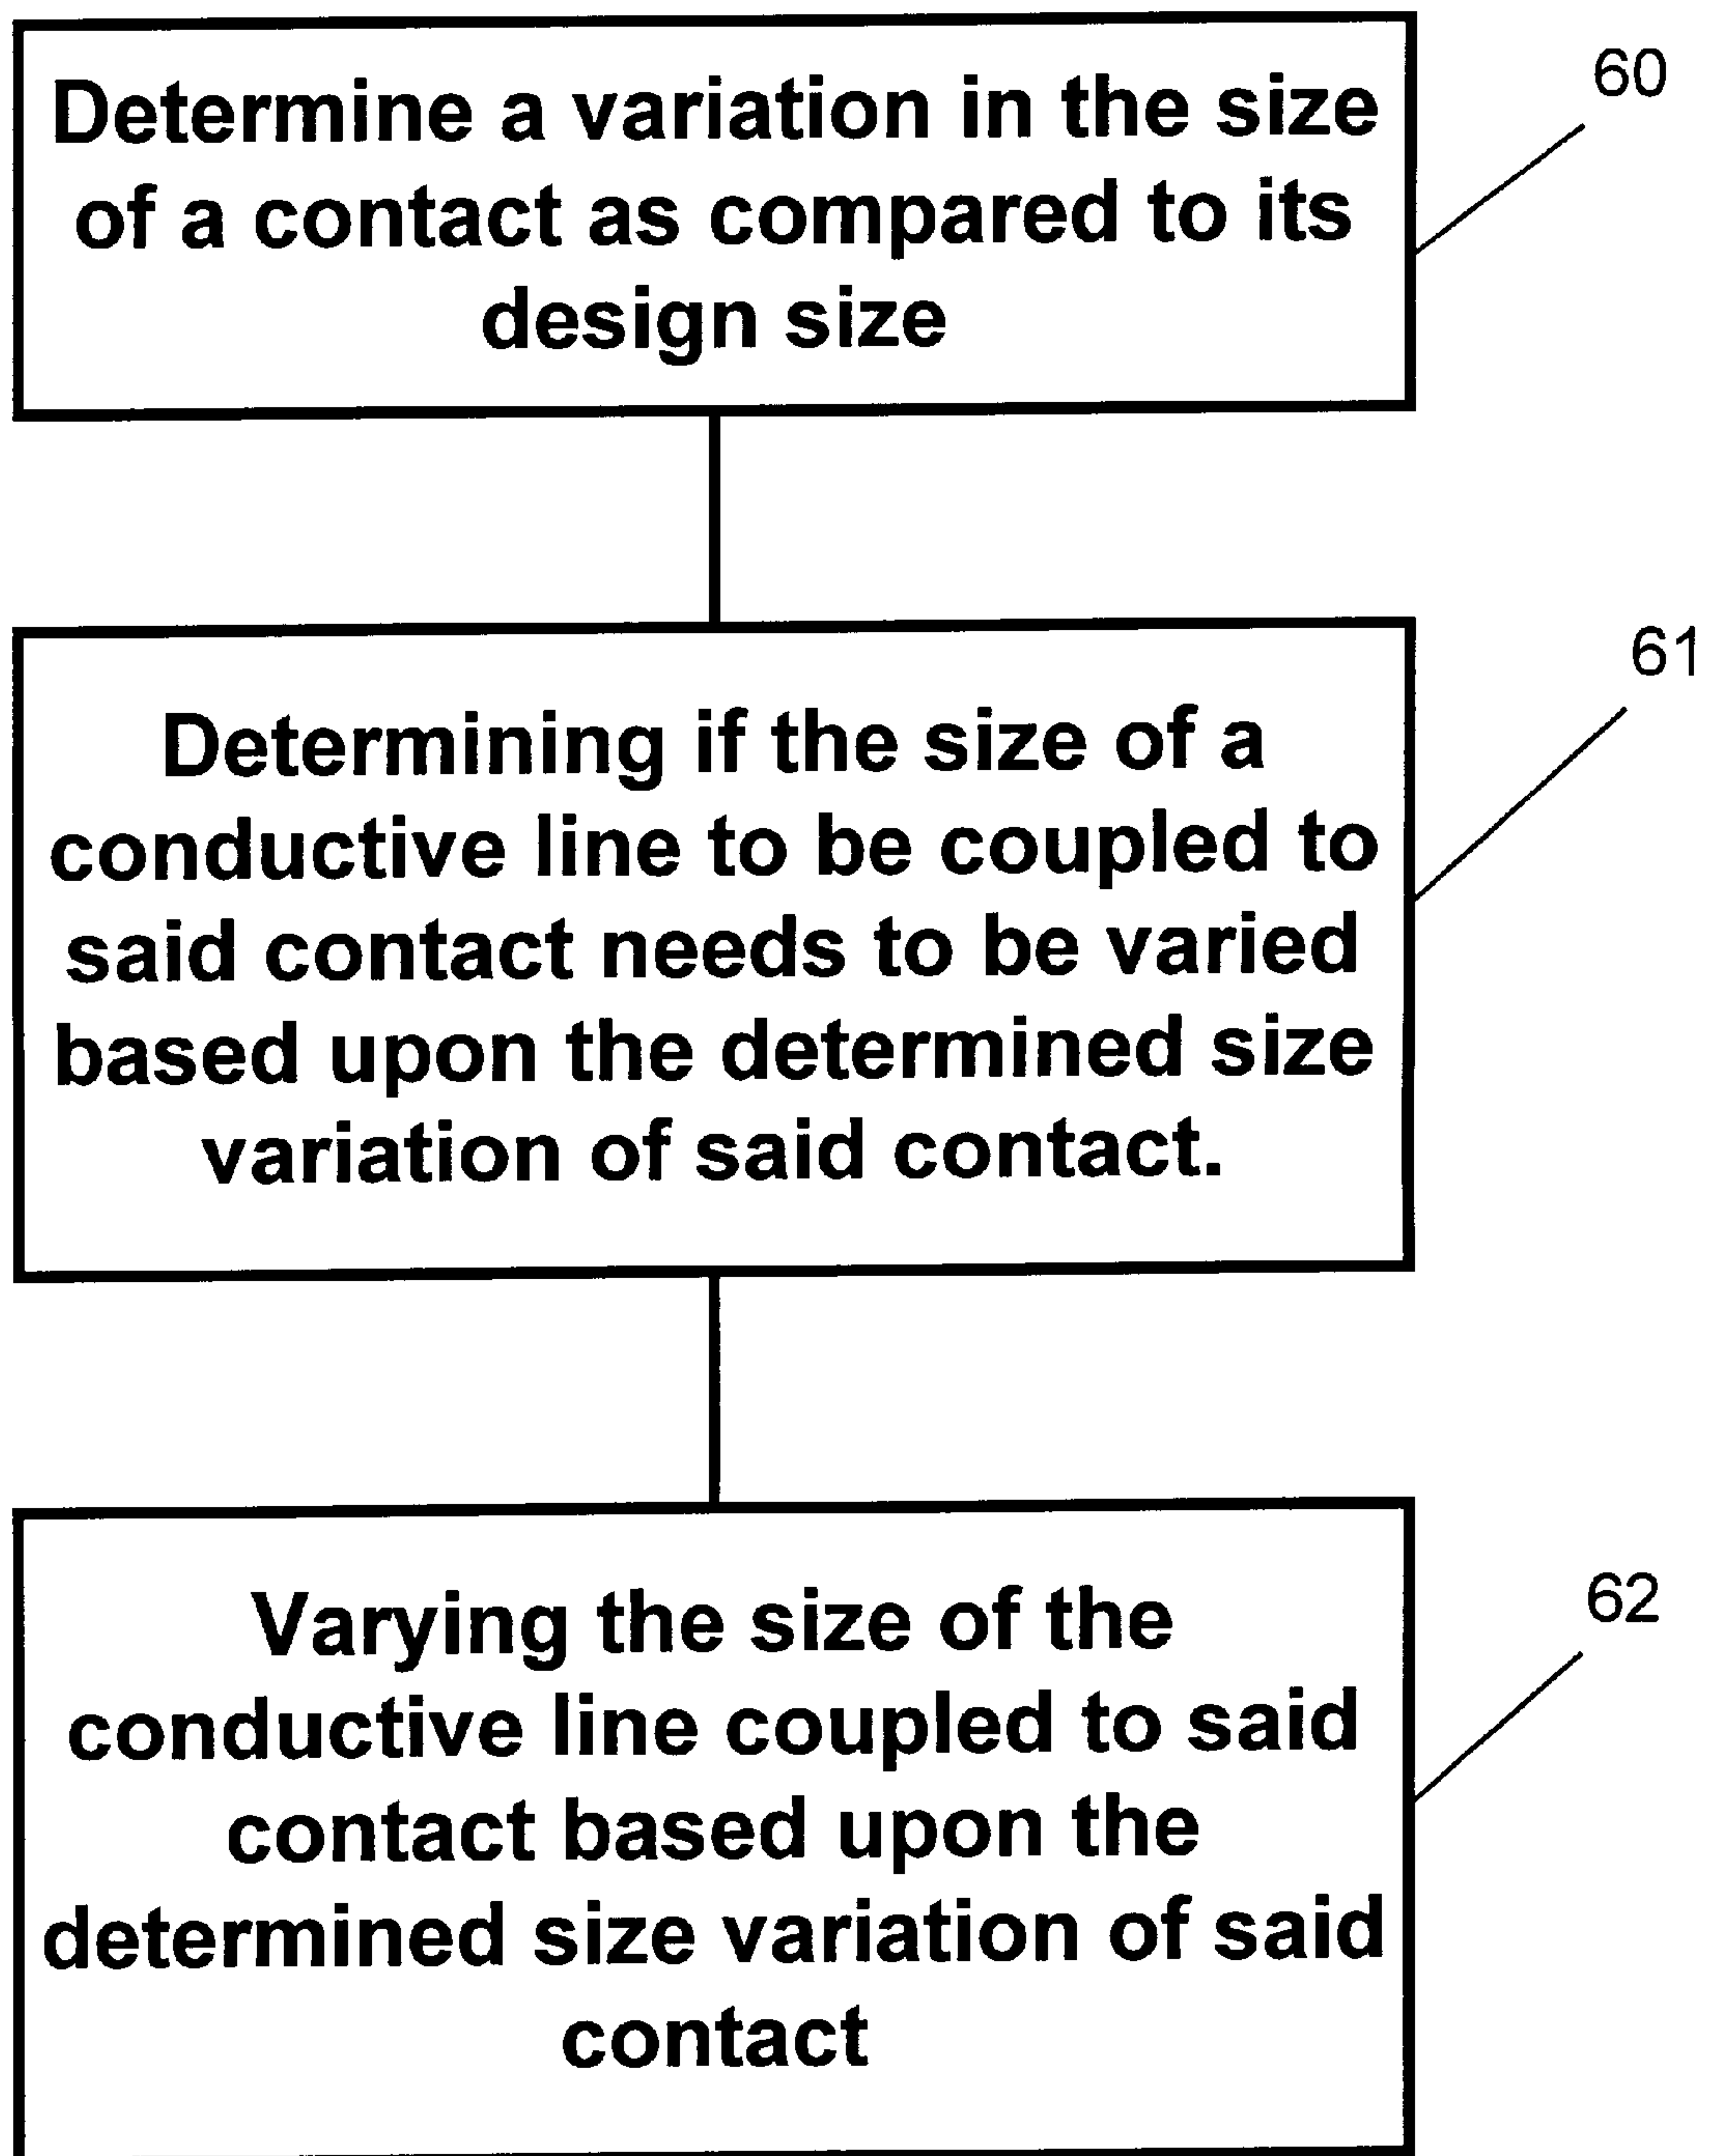 Determine a variation in the size
of a contact as compared to its
design size
60
Determining if the size of a
conductive line to be coupled to
said contact needs to be varied
based upon the determined size
variation of said contact.
61
Varying the size of the
conductive line coupled to said
contact based upon the
determined size variation of said
contact
62